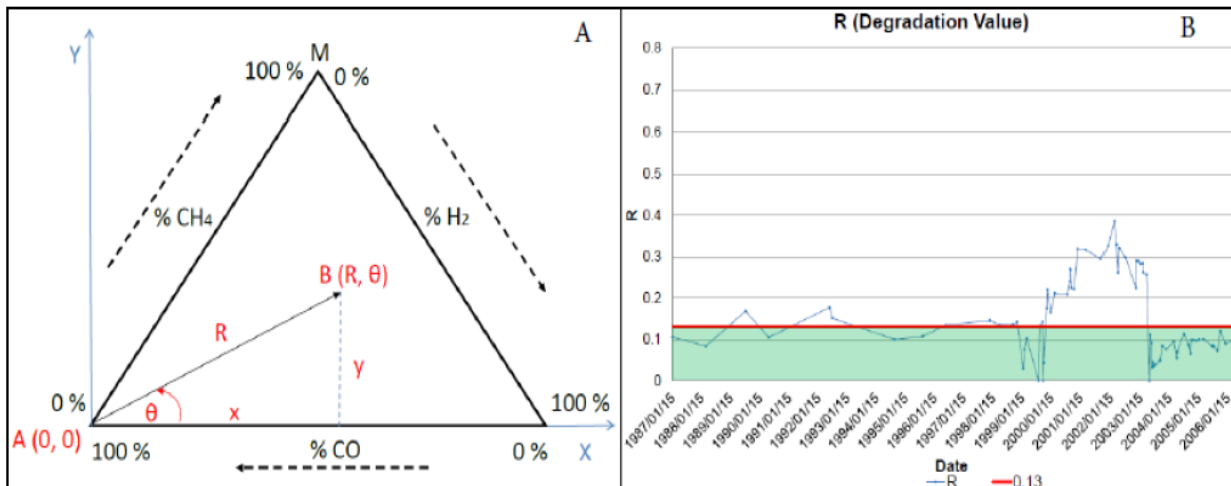 A
Y
M
100 %
0 %
% CH4
% H2
B (R, θ)
R
y
θ
x
0 %
100 %
A (0, 0)
100 %
% CO
0 %
X
R (Degradation Value)
B
0.8
0.7
0.6
0.5
0.4
0.3
0.2
0.1
0
R
1987/01/15
1988/01/15
1989/01/15
1990/01/15
1991/01/15
1992/01/15
1993/01/15
1994/01/15
1995/01/15
1996/01/15
1997/01/15
1998/01/15
1999/01/15
2000/01/15
2001/01/15
2002/01/15
2003/01/15
2004/01/15
2005/01/15
2006/01/15
Date
R
0.13